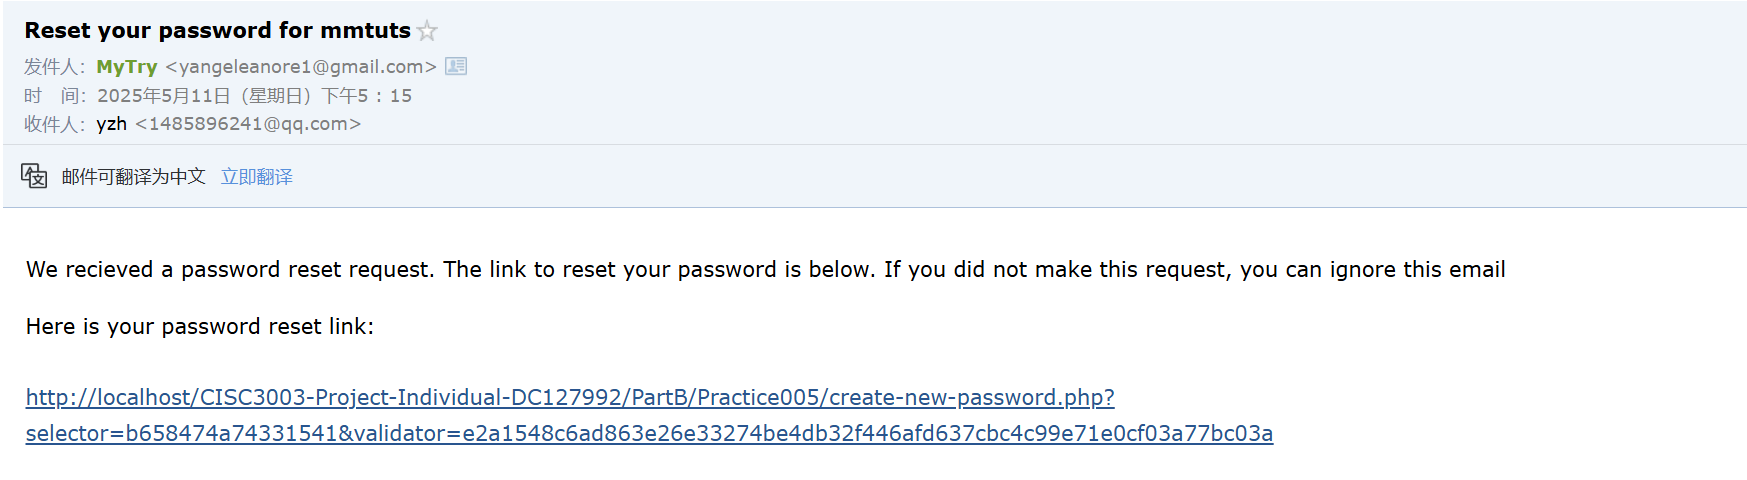 Reset your password for mmtuts
发件人：MyTry <yangeleanore1@gmail.com>
时　间：2025年5月11日（星期日）下午5：15
收件人：yzh <1485896241@qq.com>
邮件可翻译为中文 立即翻译
We recieved a password reset request. The link to reset your password is below. If you did not make this request, you can ignore this email
Here is your password reset link:
http://localhost/CISC3003-Project-Individual-DC127992/PartB/Practice005/create-new-password.php?
selector=b658474a74331541&validator=e2a1548c6ad863e26e33274be4db32f446afd637cbc4c99e71e0cf03a77bc03a